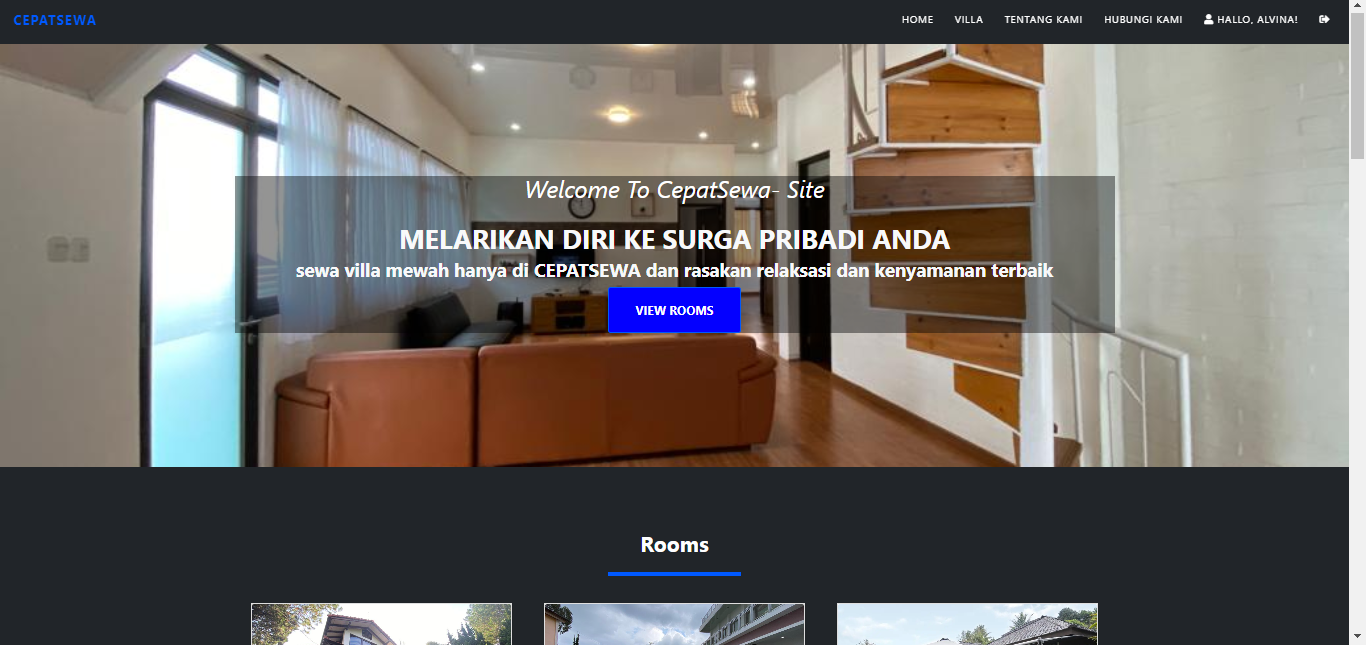 CEPATSEWA
HOME VILLA TENTANG KAMI HUBUNGI KAMI HALLO, ALVINA!
Welcome To CepatSewa- Site
MELARIKAN DIRI KE SURGA PRIBADI ANDA
sewa villa mewah hanya di CEPATSEWA dan rasakan relaksasi dan kenyamanan terbaik
VIEW ROOMS
Rooms